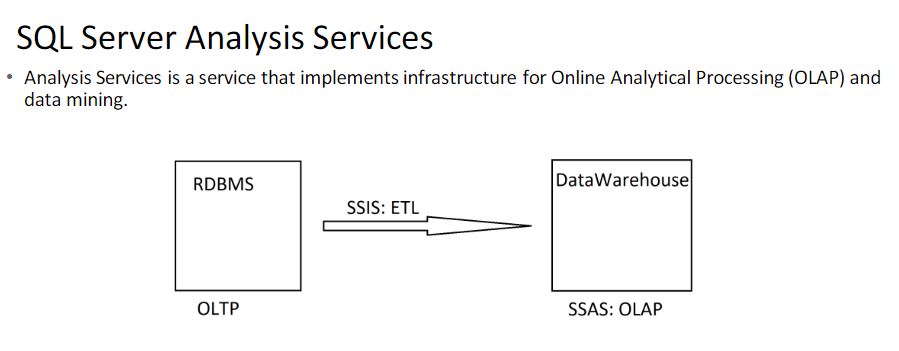 SQL Server Analysis Services
• Analysis Services is a service that implements infrastructure for Online Analytical Processing (OLAP) and
data mining.
RDBMS
SSIS: ETL
DataWarehouse
OLTP
SSAS: OLAP